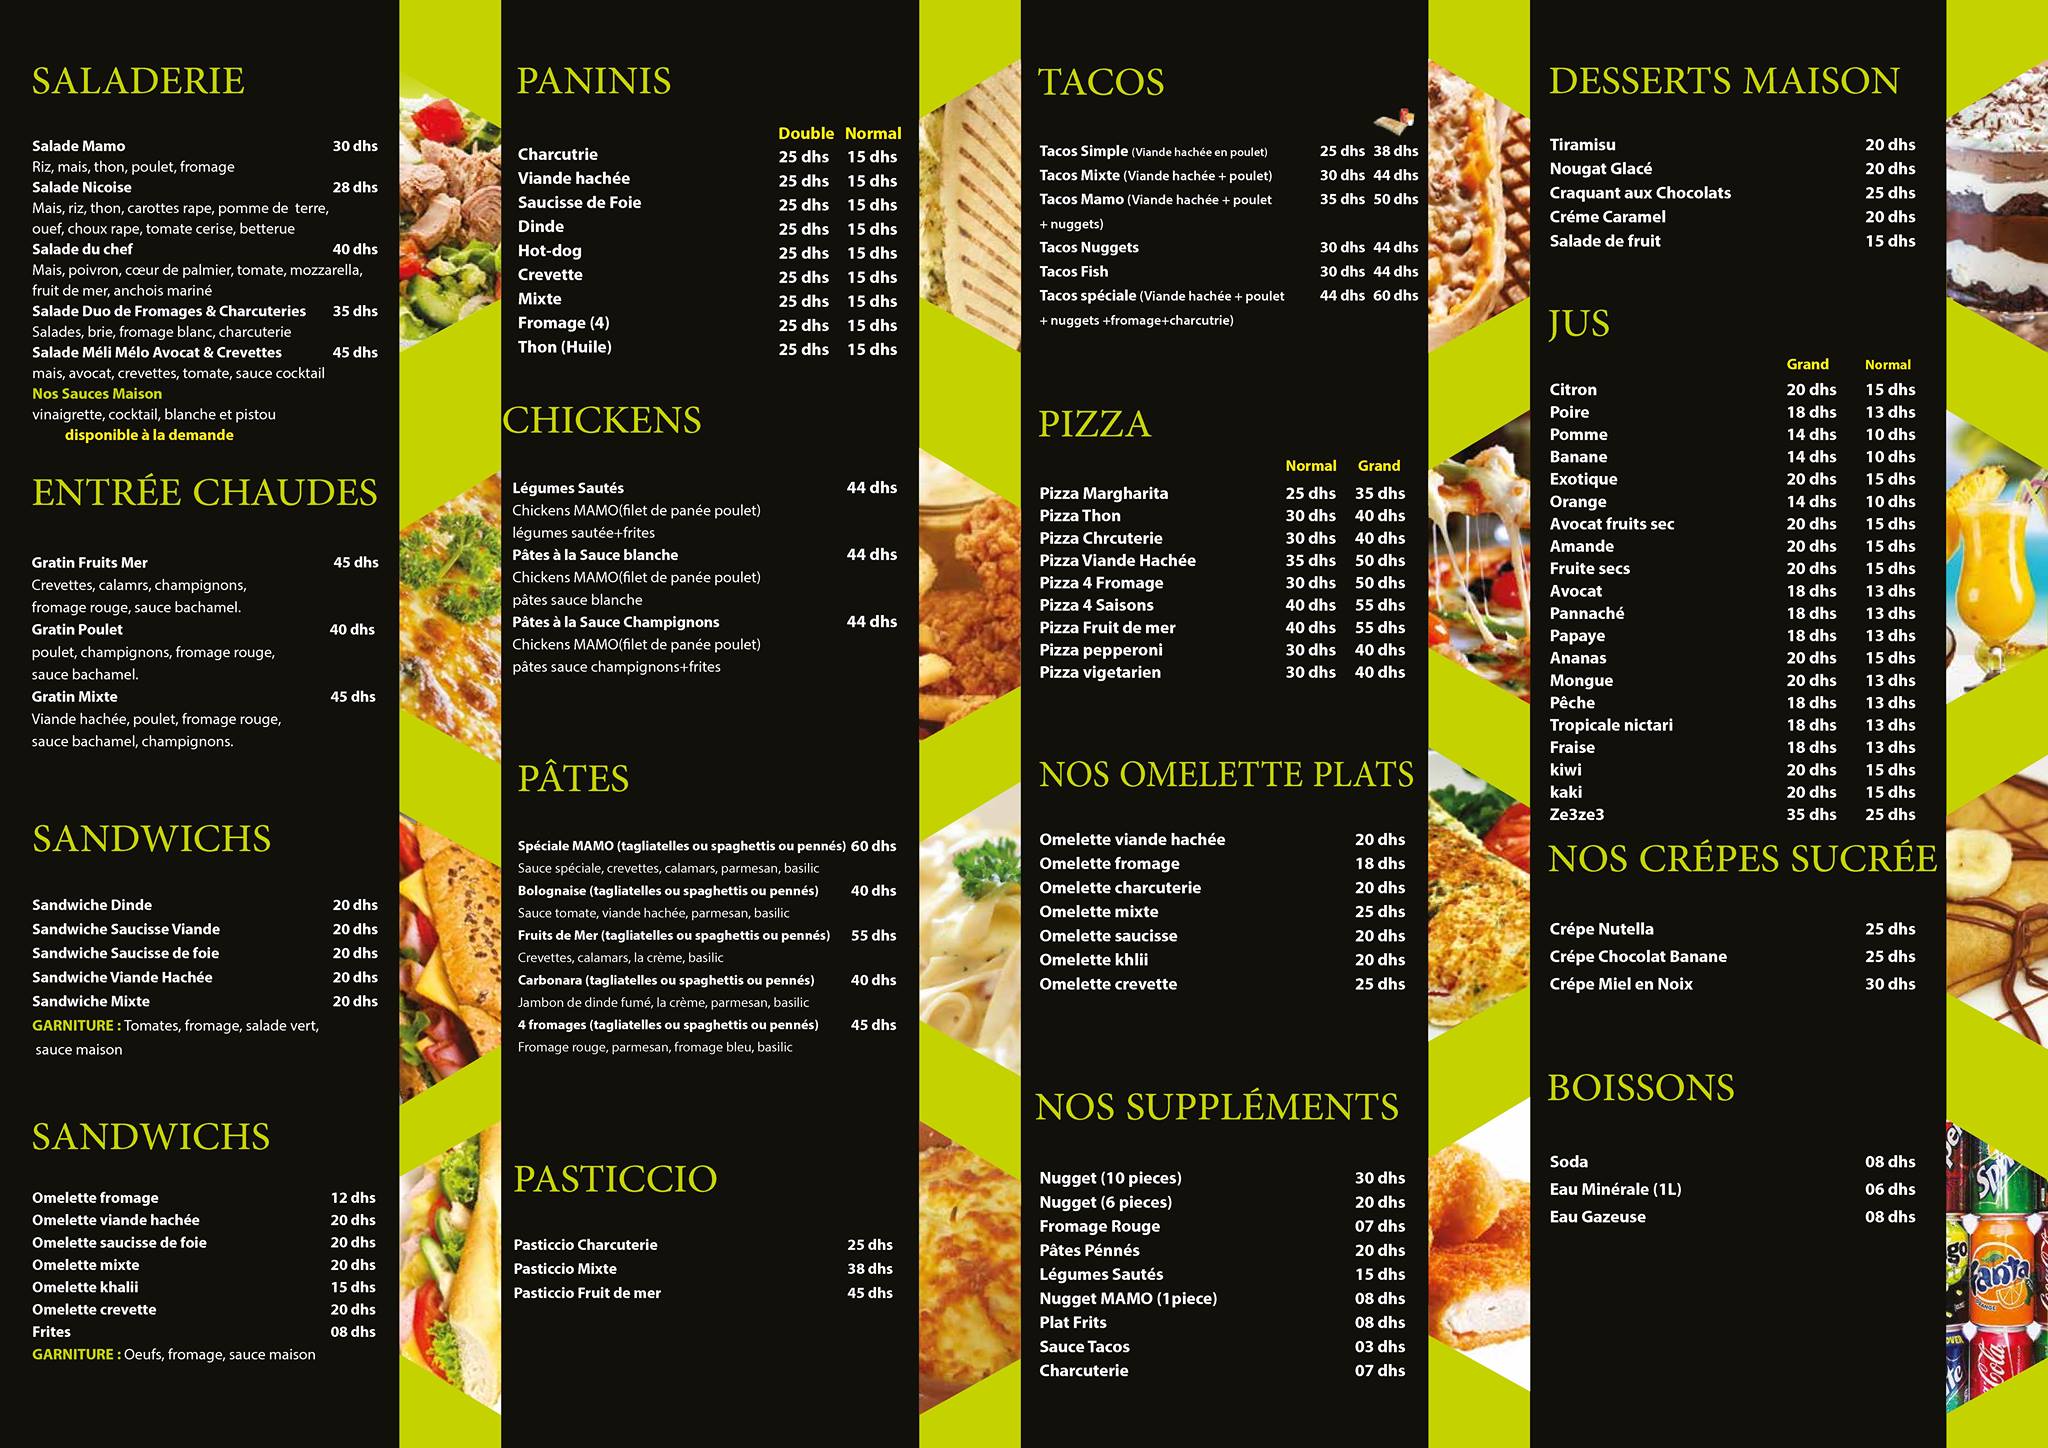 SALADERIE
Salade Mamo 30 dhs
Riz, mais, thon, poulet, fromage
Salade Nicoise 28 dhs
Mais, riz, thon, carottes rape, pomme de terre,
ouef, choux rape, tomate cerise, betterue
Salade du chef 40 dhs
Mais, poivron, cœur de palmier, tomate, mozzarella,
fruit de mer, anchois mariné
Salade Duo de Fromages & Charcuteries 35 dhs
Salades, brie, fromage blanc, charcuterie
Salade Méli Mélo Avocat & Crevettes 45 dhs
mais, avocat, crevettes, tomate, sauce cocktail
Nos Sauces Maison
vinaigrette, cocktail, blanche et pistou
disponible à la demande
ENTRÉE CHAUDES
Gratin Fruits Mer 45 dhs
Crevettes, calamrs, champignons,
fromage rouge, sauce bachamel.
Gratin Poulet 40 dhs
poulet, champignons, fromage rouge,
sauce bachamel.
Gratin Mixte 45 dhs
Viande hachée, poulet, fromage rouge,
sauce bachamel, champignons.
SANDWICHS
Sandwiche Dinde 20 dhs
Sandwiche Saucisse Viande 20 dhs
Sandwiche Saucisse de foie 20 dhs
Sandwiche Viande Hachée 20 dhs
Sandwiche Mixte 20 dhs
GARNITURE : Tomates, fromage, salade vert,
sauce maison
SANDWICHS
Omelette fromage 12 dhs
Omelette viande hachée 20 dhs
Omelette saucisse de foie 20 dhs
Omelette mixte 20 dhs
Omelette khalii 15 dhs
Omelette crevette 20 dhs
Frites 08 dhs
GARNITURE : Oeufs, fromage, sauce maison
PANINIS
Double Normal
Charcutrie 25 dhs 15 dhs
Viande hachée 25 dhs 15 dhs
Saucisse de Foie 25 dhs 15 dhs
Dinde 25 dhs 15 dhs
Hot-dog 25 dhs 15 dhs
Crevette 25 dhs 15 dhs
Mixte 25 dhs 15 dhs
Fromage (4) 25 dhs 15 dhs
Thon (Huile) 25 dhs 15 dhs
CHICKENS
Légumes Sautés 44 dhs
Chickens MAMO(filet de panée poulet)
légumes sautée+frites
Pâtes à la Sauce blanche 44 dhs
Chickens MAMO(filet de panée poulet)
pâtes sauce blanche
Pâtes à la Sauce Champignons 44 dhs
Chickens MAMO(filet de panée poulet)
pâtes sauce champignons+frites
PÂTES
Spéciale MAMO (tagliatelles ou spaghettis ou pennés) 60 dhs
Sauce spéciale, crevettes, calamars, parmesan, basilic
Bolognaise (tagliatelles ou spaghettis ou pennés) 40 dhs
Sauce tomate, viande hachée, parmesan, basilic
Fruits de Mer (tagliatelles ou spaghettis ou pennés) 55 dhs
Crevettes, calamars, la crème, basilic
Carbonara (tagliatelles ou spaghettis ou pennés) 40 dhs
Jambon de dinde fumé, la crème, parmesan, basilic
4 fromages (tagliatelles ou spaghettis ou pennés) 45 dhs
Fromage rouge, parmesan, fromage bleu, basilic
PASTICCIO
Pasticcio Charcuterie 25 dhs
Pasticcio Mixte 38 dhs
Pasticcio Fruit de mer 45 dhs
TACOS
Tacos Simple (Viande hachée en poulet) 25 dhs 38 dhs
Tacos Mixte (Viande hachée + poulet) 30 dhs 44 dhs
Tacos Mamo (Viande hachée + poulet 35 dhs 50 dhs
+ nuggets)
Tacos Nuggets 30 dhs 44 dhs
Tacos Fish 30 dhs 44 dhs
Tacos spéciale (Viande hachée + poulet 44 dhs 60 dhs
+ nuggets +fromage+charcutrie)
PIZZA
Normal Grand
Pizza Margharita 25 dhs 35 dhs
Pizza Thon 30 dhs 40 dhs
Pizza Chrcuterie 30 dhs 40 dhs
Pizza Viande Hachée 35 dhs 50 dhs
Pizza 4 Fromage 30 dhs 50 dhs
Pizza 4 Saisons 40 dhs 55 dhs
Pizza Fruit de mer 40 dhs 55 dhs
Pizza pepperoni 30 dhs 40 dhs
Pizza vigetarien 30 dhs 40 dhs
NOS OMELETTE PLATS
Omelette viande hachée 20 dhs
Omelette fromage 18 dhs
Omelette charcuterie 20 dhs
Omelette mixte 25 dhs
Omelette saucisse 20 dhs
Omelette khlii 20 dhs
Omelette crevette 25 dhs
NOS SUPPLÉMENTS
Nugget (10 pieces) 30 dhs
Nugget (6 pieces) 20 dhs
Fromage Rouge 07 dhs
Pâtes Pénnés 20 dhs
Légumes Sautés 15 dhs
Nugget MAMO (1piece) 08 dhs
Plat Frits 08 dhs
Sauce Tacos 03 dhs
Charcuterie 07 dhs
DESSERTS MAISON
Tiramisu 20 dhs
Nougat Glacé 20 dhs
Craquant aux Chocolats 25 dhs
Créme Caramel 20 dhs
Salade de fruit 15 dhs
JUS
Grand Normal
Citron 20 dhs 15 dhs
Poire 18 dhs 13 dhs
Pomme 14 dhs 10 dhs
Banane 14 dhs 10 dhs
Exotique 20 dhs 15 dhs
Orange 14 dhs 10 dhs
Avocat fruits sec 20 dhs 15 dhs
Amande 20 dhs 15 dhs
Fruite secs 20 dhs 15 dhs
Avocat 18 dhs 13 dhs
Pannaché 18 dhs 13 dhs
Papaye 18 dhs 13 dhs
Ananas 20 dhs 15 dhs
Mongue 20 dhs 13 dhs
Pêche 18 dhs 13 dhs
Tropicale nictari 18 dhs 13 dhs
Fraise 18 dhs 13 dhs
kiwi 20 dhs 15 dhs
kaki 20 dhs 15 dhs
Ze3ze3 35 dhs 25 dhs
NOS CRÉPES SUCRÉE
Crépe Nutella 25 dhs
Crépe Chocolat Banane 25 dhs
Crépe Miel en Noix 30 dhs
BOISSONS
Soda 08 dhs
Eau Minérale (1L) 06 dhs
Eau Gazeuse 08 dhs
Fanta
ORANGE
Coca-Cola